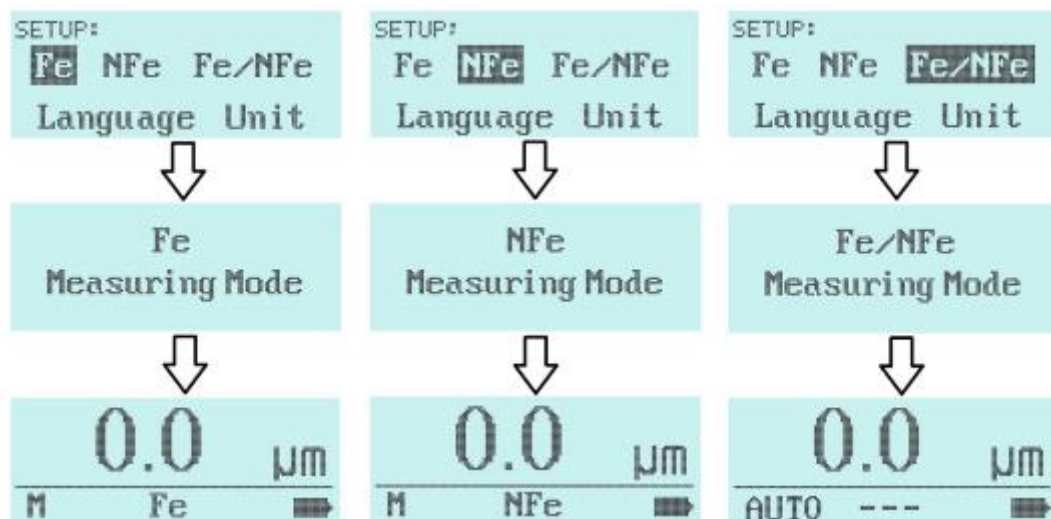 SETUP:
Fe NFe Fe/NFe
Language Unit
Fe
Measuring Mode
0.0 µm
M Fe
SETUP:
Fe NFe Fe/NFe
Language Unit
NFe
Measuring Mode
0.0 µm
M NFe
SETUP:
Fe NFe Fe/NFe
Language Unit
Fe/NFe
Measuring Mode
0.0 µm
AUTO ---